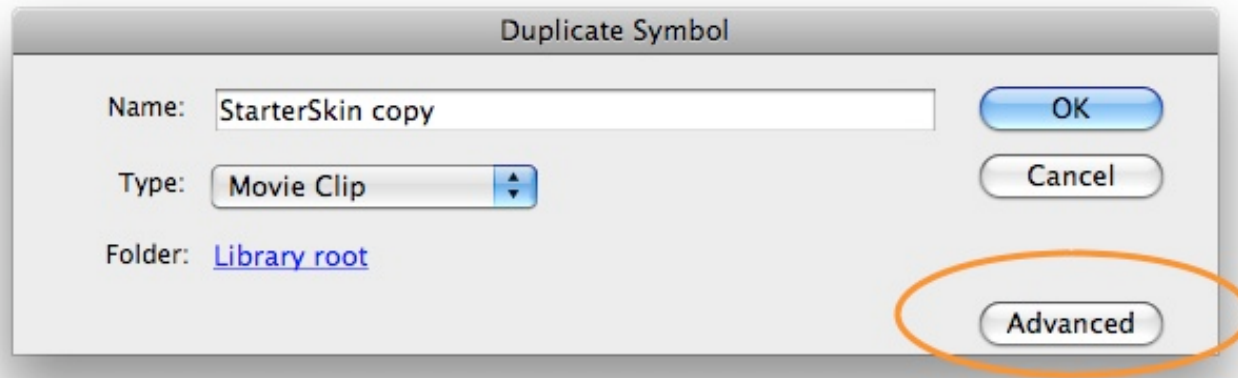 Duplicate Symbol
Name: StarterSkin copy OK
Type: Movie Clip Cancel
Folder: Library root
Advanced